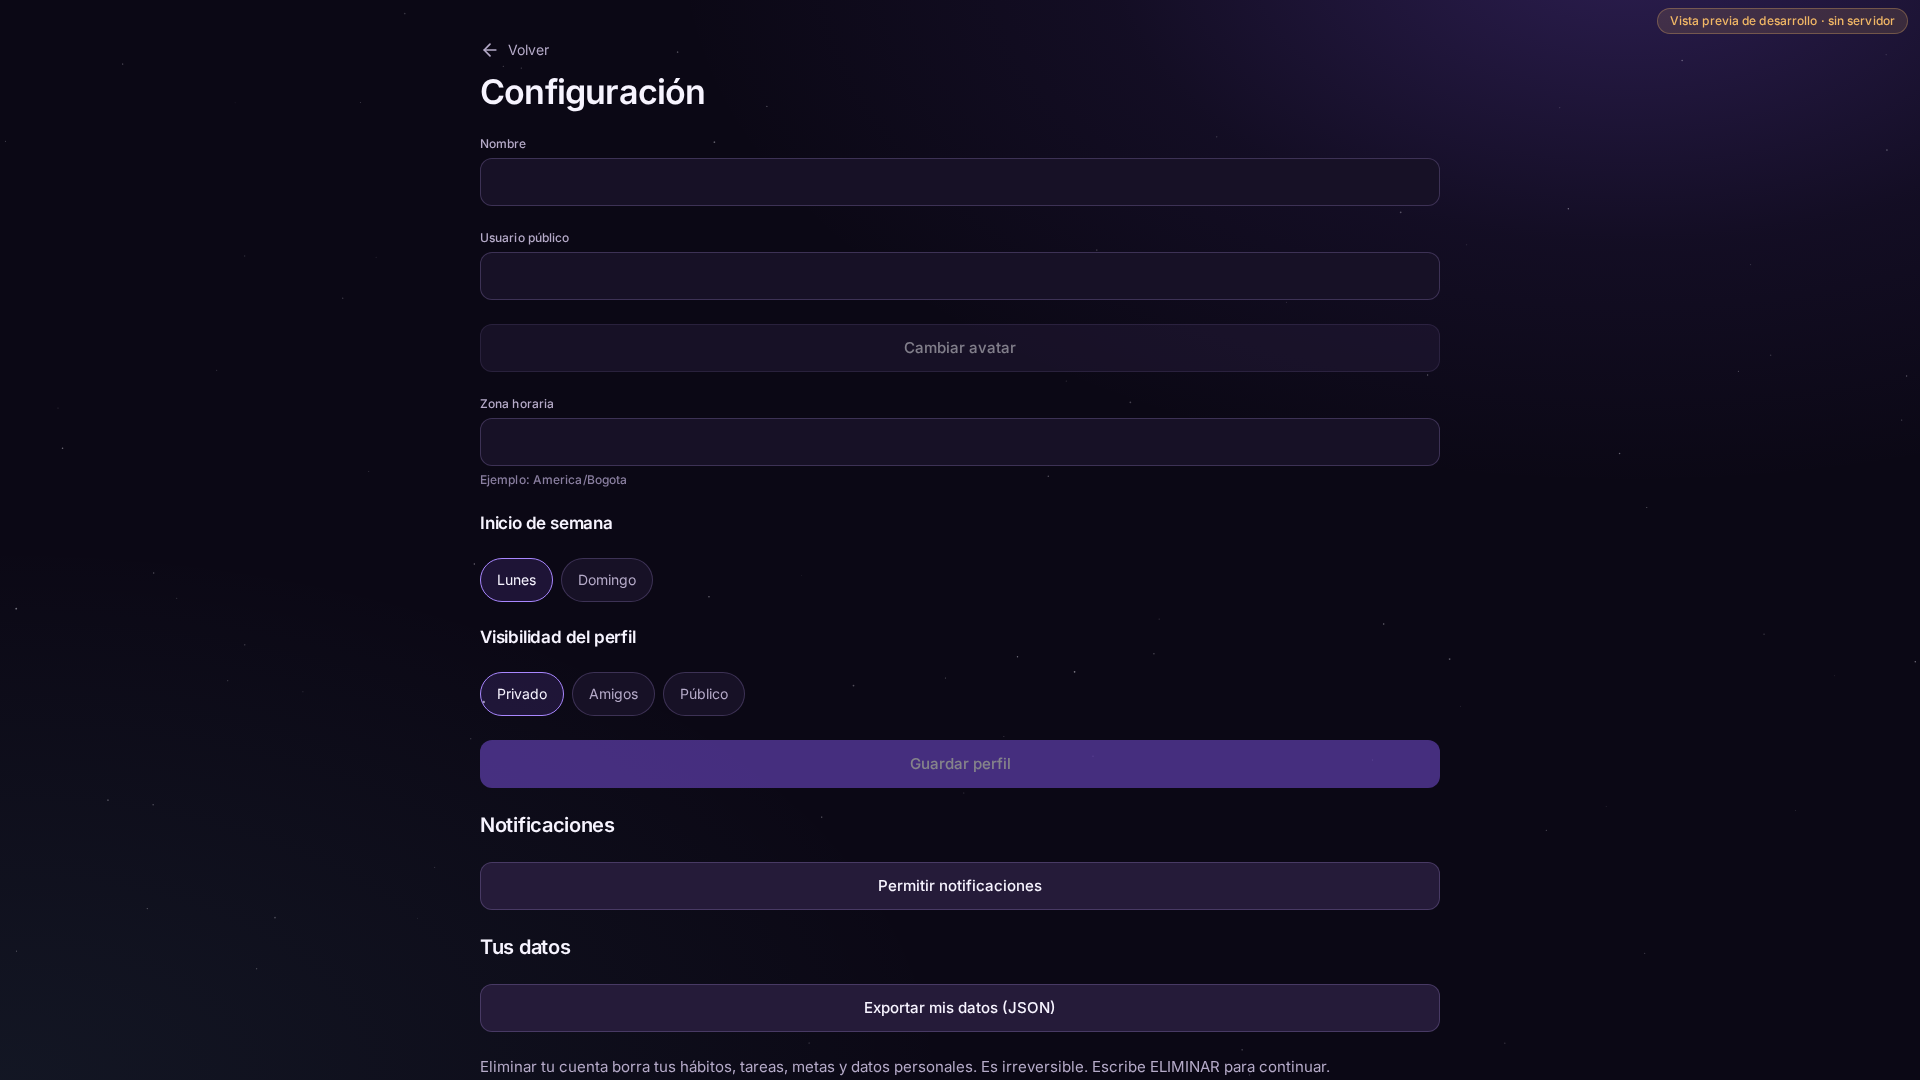 Vista previa de desarrollo · sin servidor
Volver
Configuración
Nombre
Usuario público
Cambiar avatar
Zona horaria
Ejemplo: America/Bogota
Inicio de semana
Lunes
Domingo
Visibilidad del perfil
Privado
Amigos
Público
Guardar perfil
Notificaciones
Permitir notificaciones
Tus datos
Exportar mis datos (JSON)
Eliminar tu cuenta borra tus hábitos, tareas, metas y datos personales. Es irreversible. Escribe ELIMINAR para continuar.